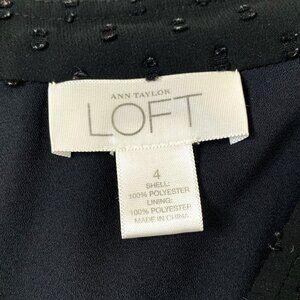 ANN TAYLOR
LOFT
4
SHELL:
100% POLYESTER
LINING:
100% POLYESTER
MADE IN CHINA